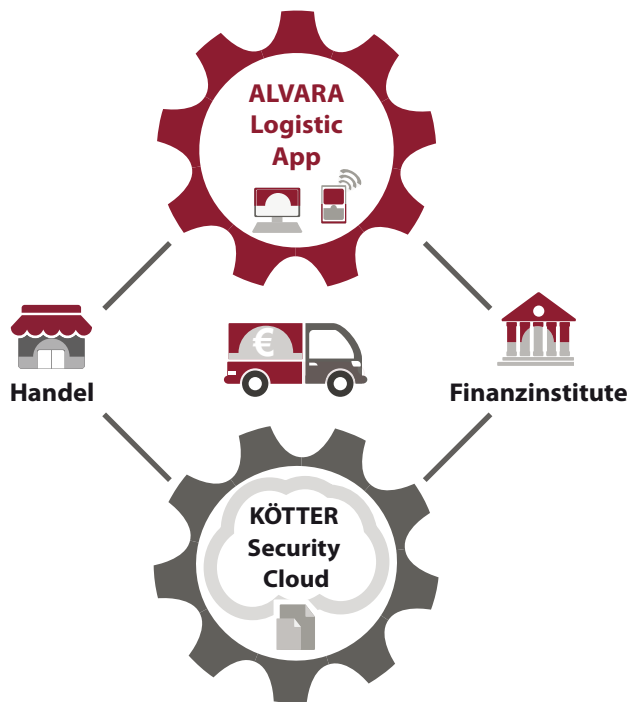 ALVARA
Logistic
App
€
Handel
Finanzinstitute
KÖTTER
Security
Cloud